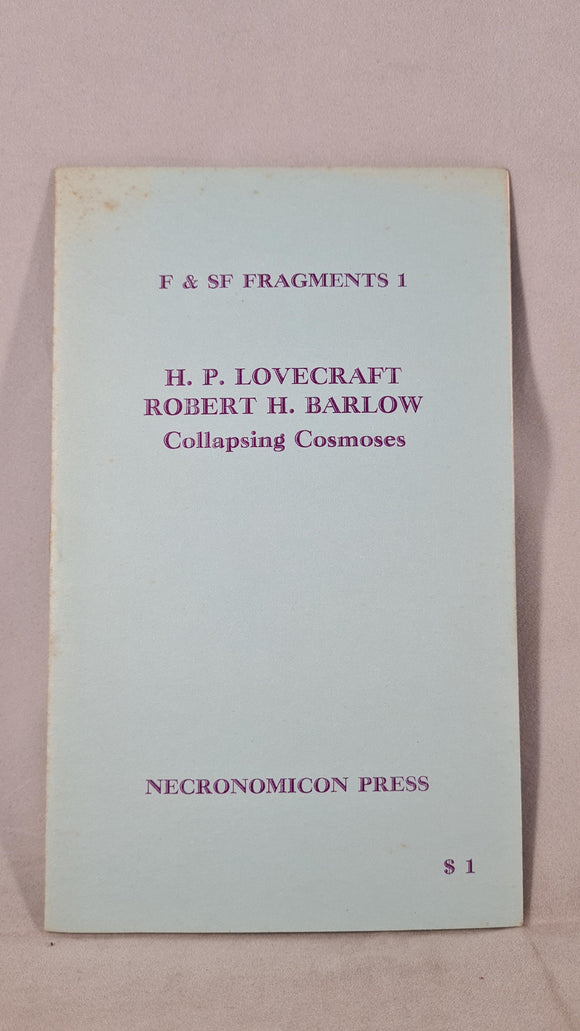 F & SF FRAGMENTS 1
H. P. LOVECRAFT
ROBERT H. BARLOW
Collapsing Cosmoses
NECRONOMICON PRESS
$ 1